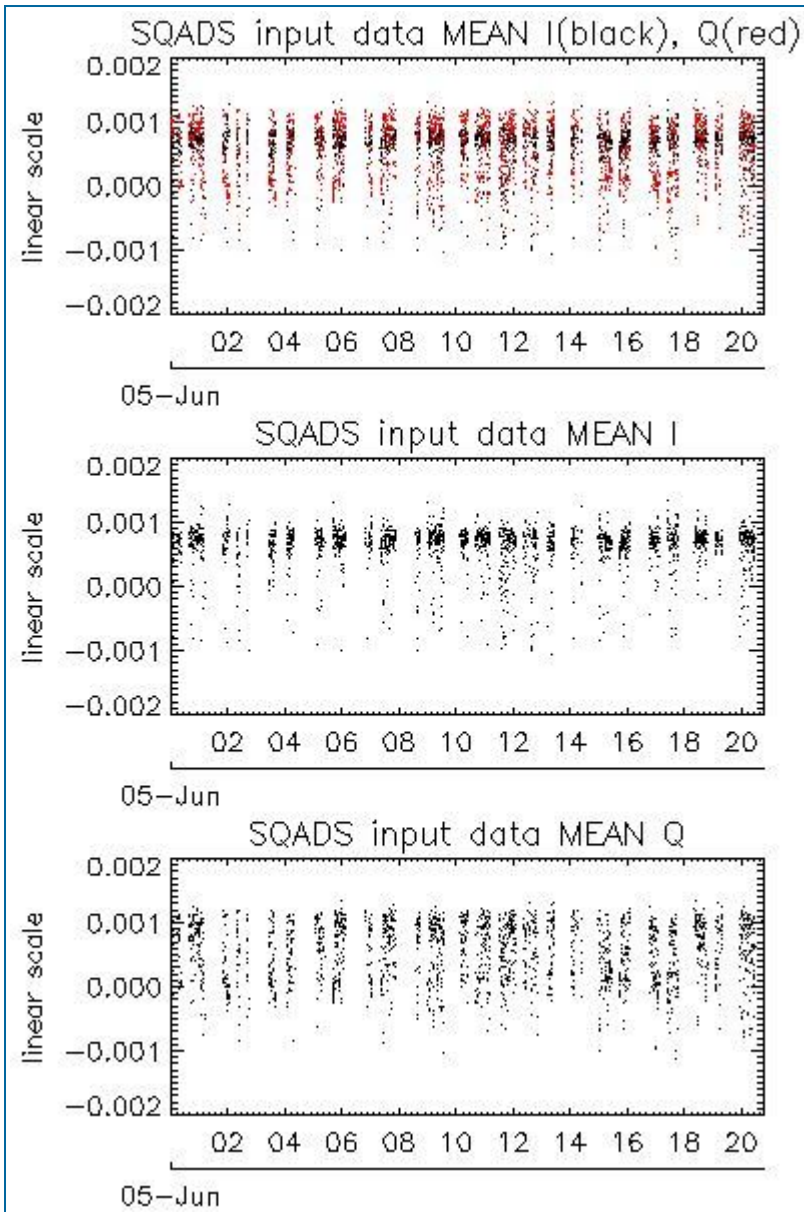 SQADS input data MEAN I(black), Q(red)
0.002
0.001
0.000
-0.001
-0.002
linear scale
02 04 06 08 10 12 14 16 18 20
05-Jun
SQADS input data MEAN I
0.002
0.001
0.000
-0.001
-0.002
linear scale
02 04 06 08 10 12 14 16 18 20
05-Jun
SQADS input data MEAN Q
0.002
0.001
0.000
-0.001
-0.002
linear scale
02 04 06 08 10 12 14 16 18 20
05-Jun